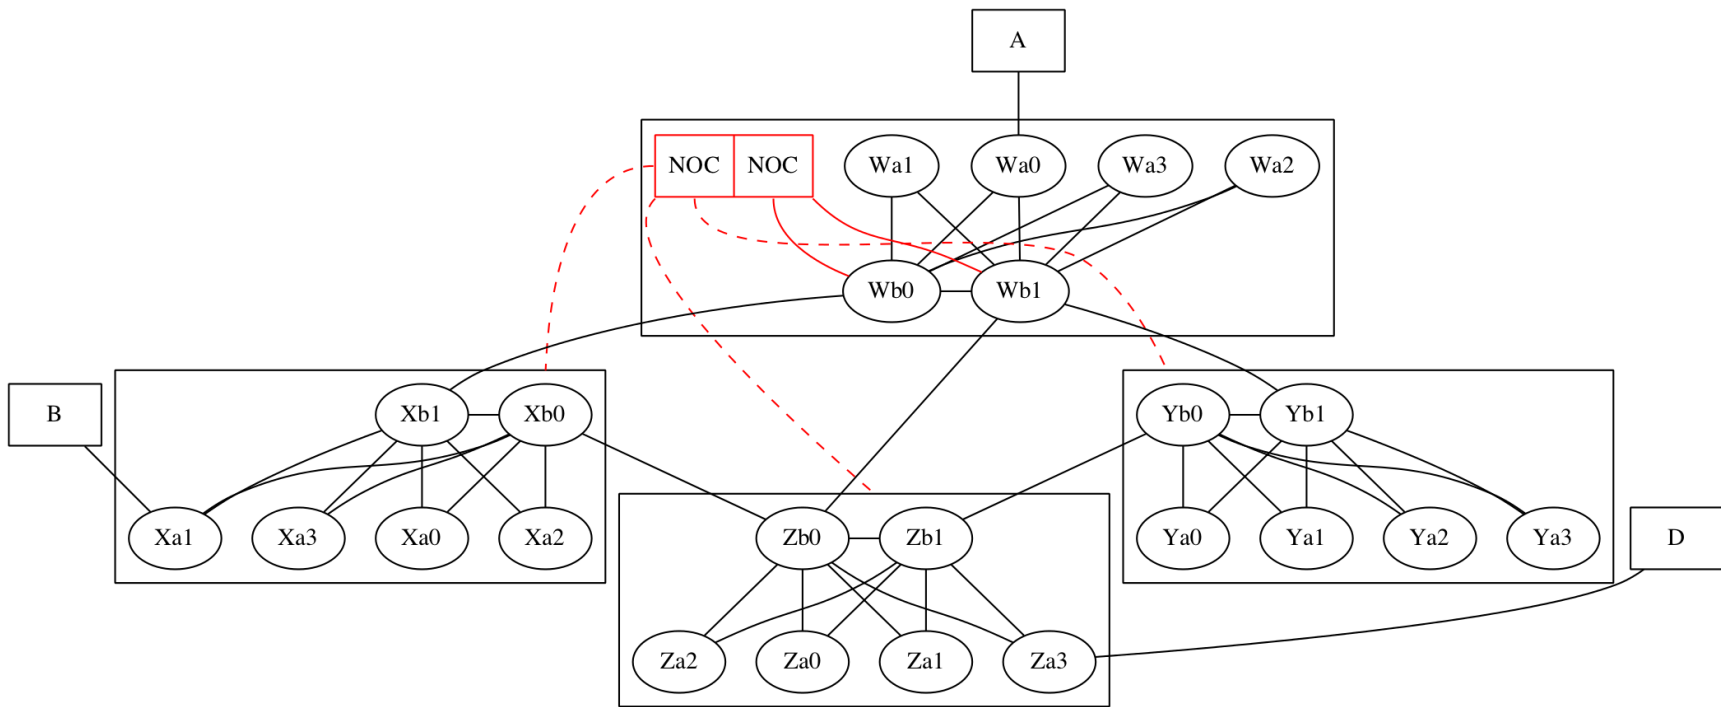 A
NOC NOC Wa1 Wa0 Wa3 Wa2
Wb0 Wb1
B Xb1 Xb0 Yb0 Yb1
Xa1 Xa3 Xa0 Xa2 Zb0 Zb1 Ya0 Ya1 Ya2 Ya3 D
Za2 Za0 Za1 Za3